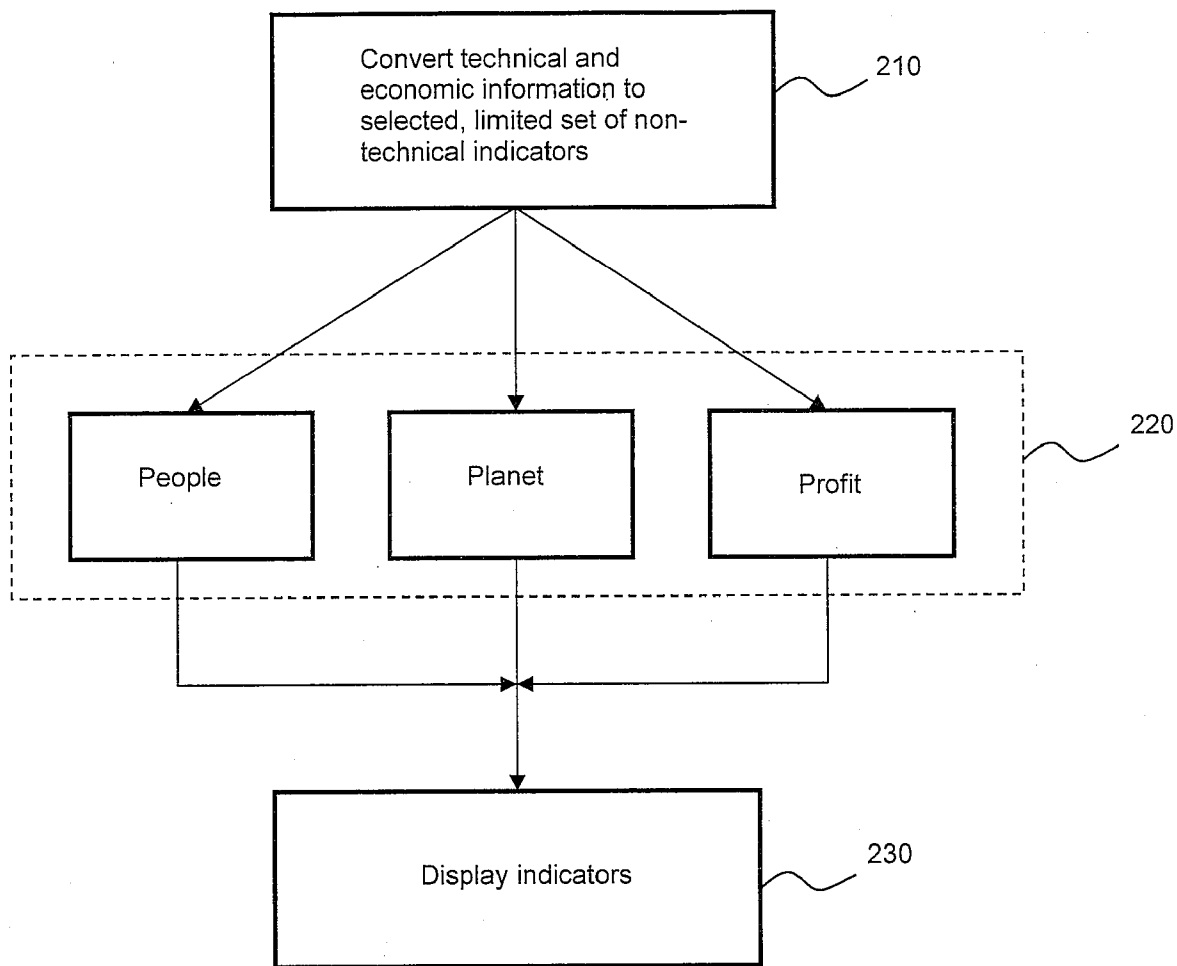 Convert technical and
economic information to
selected, limited set of non-
technical indicators
210
220
People
Planet
Profit
Display indicators
230